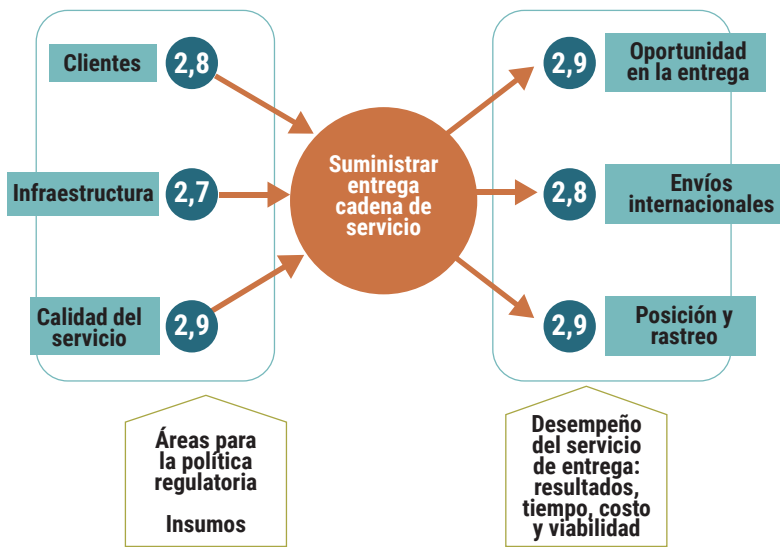 Clientes
2,8
Infraestructura
2,7
Calidad del
servicio
2,9
Suministrar
entrega
cadena de
servicio
2,9
Oportunidad
en la entrega
2,8
Envíos
internacionales
2,9
Posición y
rastreo
Áreas para
la política
regulatoria
Insumos
Desempeño
del servicio
de entrega:
resultados,
tiempo, costo
y viabilidad